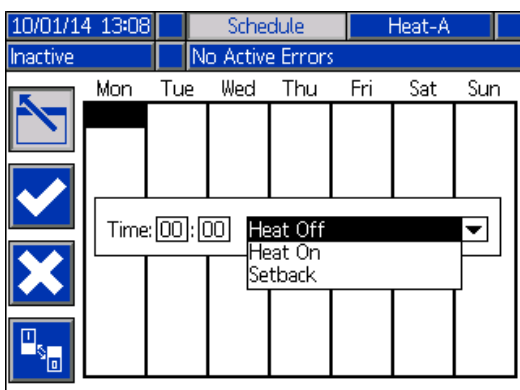 10/01/14 13:08 Schedule Heat-A
Inactive No Active Errors
Mon Tue Wed Thu Fri Sat Sun
Time: 00 : 00 Heat Off
Heat On
Setback